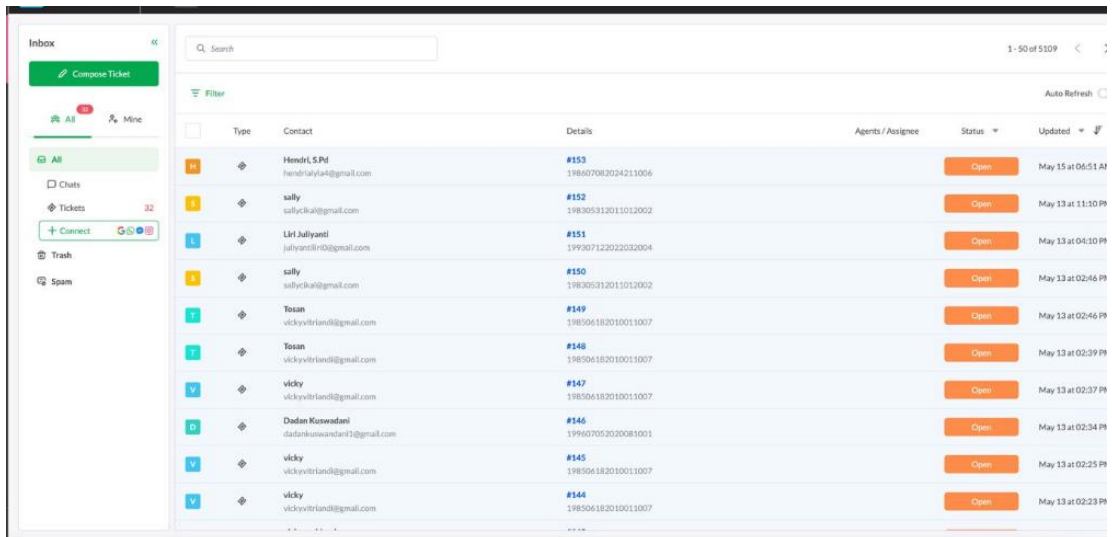 Inbox
«
Search
1 - 50 of 5109
Compose Ticket
Filter
Auto Refresh
32
All
Mine
Type Contact Details Agents / Assignee Status Updated
All
Chats
Tickets 32
+ Connect
Trash
Spam
H Hendri, S.Pd #153 Open May 15 at 06:51 AM
hendrialyla4@gmail.com 198607082024211006
S sally #152 Open May 13 at 11:10 PM
sallycikal@gmail.com 198305312011012002
L Liri Juliyanti #151 Open May 13 at 04:10 PM
juliyantiliri0@gmail.com 199307122022032004
S sally #150 Open May 13 at 02:46 PM
sallycikal@gmail.com 198305312011012002
T Tosan #149 Open May 13 at 02:46 PM
vickyvitriandi@gmail.com 198506182010011007
T Tosan #148 Open May 13 at 02:39 PM
vickyvitriandi@gmail.com 198506182010011007
V vicky #147 Open May 13 at 02:37 PM
vickyvitriandi@gmail.com 198506182010011007
D Dadan Kuswadani #146 Open May 13 at 02:34 PM
dadankuswandani1@gmail.com 199607052020081001
V vicky #145 Open May 13 at 02:25 PM
vickyvitriandi@gmail.com 198506182010011007
V vicky #144 Open May 13 at 02:23 PM
vickyvitriandi@gmail.com 198506182010011007